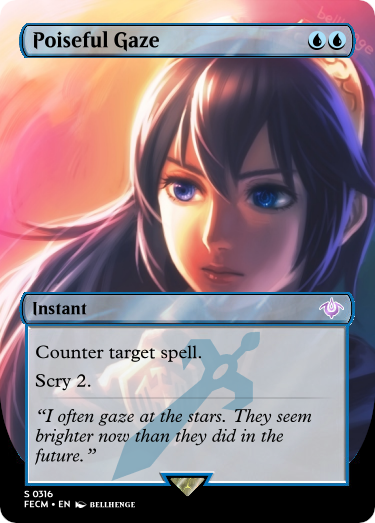 bellhenge
Poiseful Gaze
Instant
Counter target spell.
Scry 2.
“I often gaze at the stars. They seem
brighter now than they did in the
future.”
S 0316
FECM • EN BELLHENGE